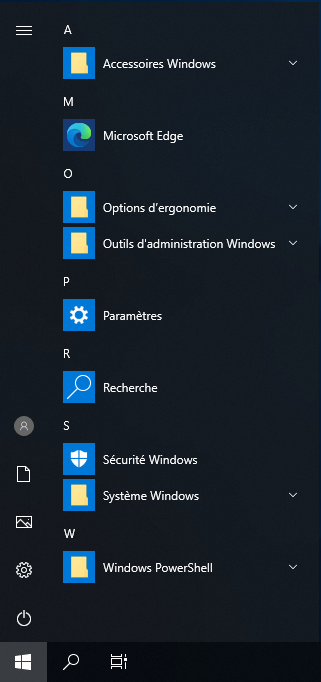 A
Accessoires Windows
M
Microsoft Edge
O
Options d’ergonomie
Outils d'administration Windows
P
Paramètres
R
Recherche
S
Sécurité Windows
Système Windows
W
Windows PowerShell